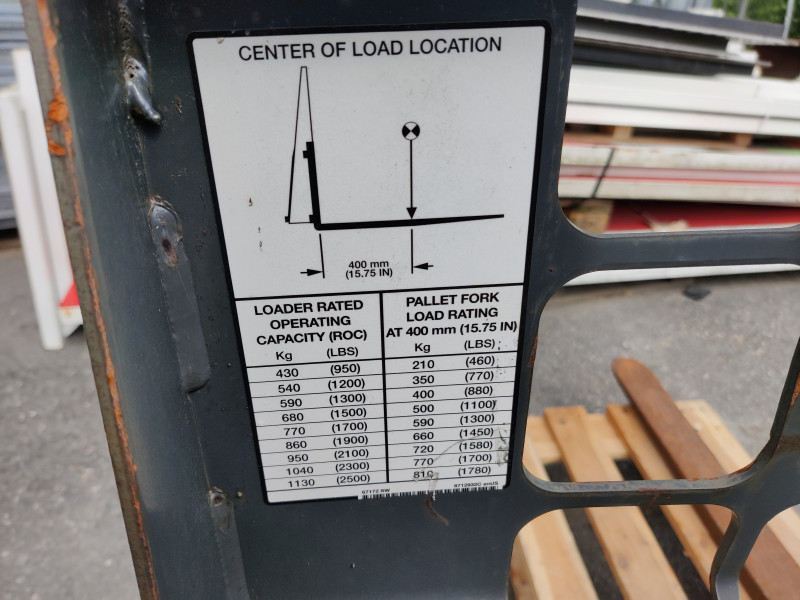 CENTER OF LOAD LOCATION
400 mm
(15.75 IN)
LOADER RATED
OPERATING
CAPACITY (ROC)
Kg (LBS)
430 (950)
540 (1200)
590 (1300)
680 (1500)
770 (1700)
860 (1900)
950 (2100)
1040 (2300)
1130 (2500)
PALLET FORK
LOAD RATING
AT 400 mm (15.75 IN)
Kg (LBS)
210 (460)
350 (770)
400 (880)
500 (1100)
590 (1300)
660 (1450)
720 (1580)
770 (1700)
810 (1780)
97172 SW